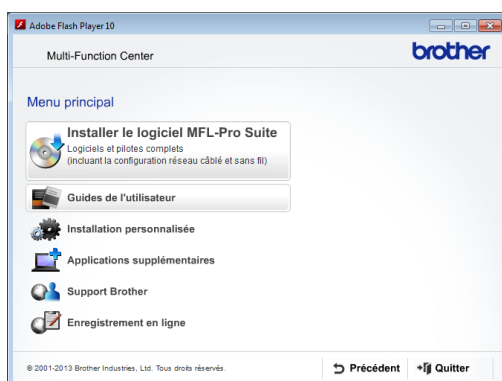 Adobe Flash Player 10
Multi-Function Center
brother
Menu principal
Installer le logiciel MFL-Pro Suite
Logiciels et pilotes complets
(incluant la configuration réseau câblé et sans fil)
Guides de l'utilisateur
Installation personnalisée
Applications supplémentaires
Support Brother
Enregistrement en ligne
© 2001-2013 Brother Industries, Ltd. Tous droits réservés.
Précédent
Quitter